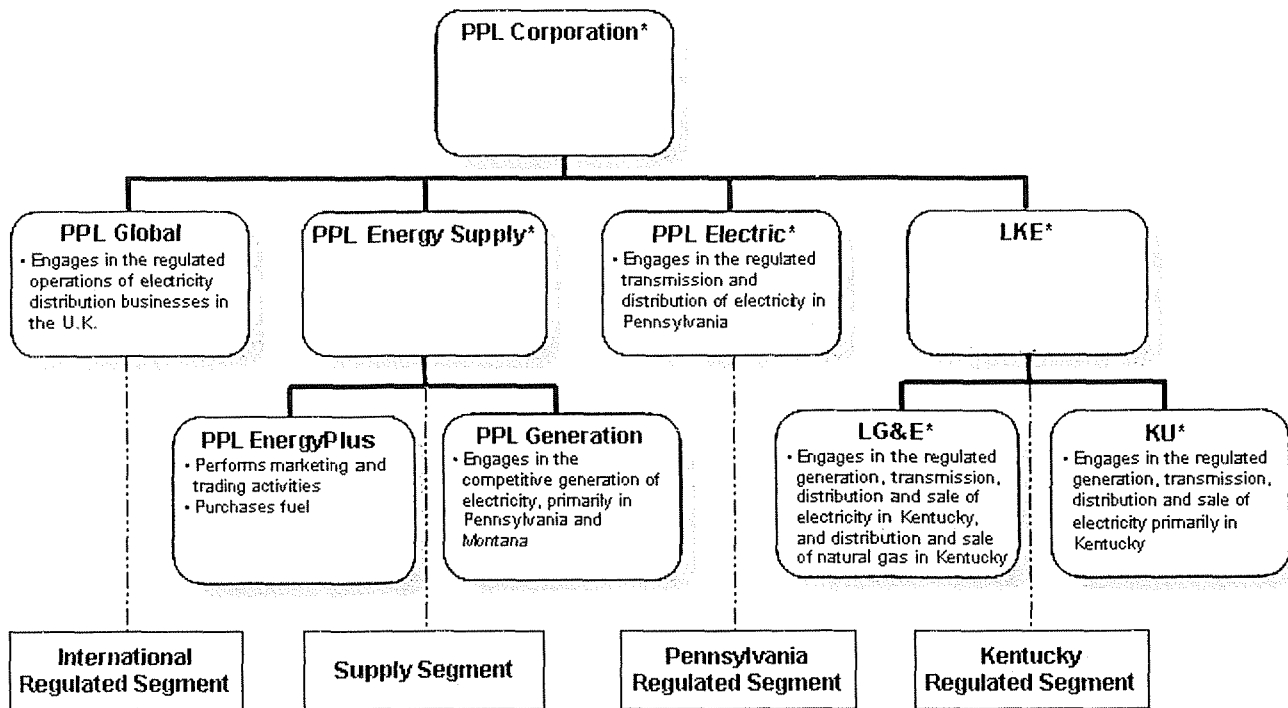 PPL Corporation*
PPL Global
• Engages in the regulated
operations of electricity
distribution businesses in
the U.K.
PPL Energy Supply*
PPL Electric*
• Engages in the regulated
transmission and
distribution of electricity in
Pennsylvania
LKE*
PPL EnergyPlus
• Performs marketing and
trading activities
• Purchases fuel
PPL Generation
• Engages in the
competitive generation of
electricity, primarily in
Pennsylvania and
Montana
LG&E*
• Engages in the regulated
generation, transmission,
distribution and sale of
electricity in Kentucky,
and distribution and sale
of natural gas in Kentucky
KU*
• Engages in the regulated
generation, transmission,
distribution and sale of
electricity primarily in
Kentucky
International
Regulated Segment
Supply Segment
Pennsylvania
Regulated Segment
Kentucky
Regulated Segment